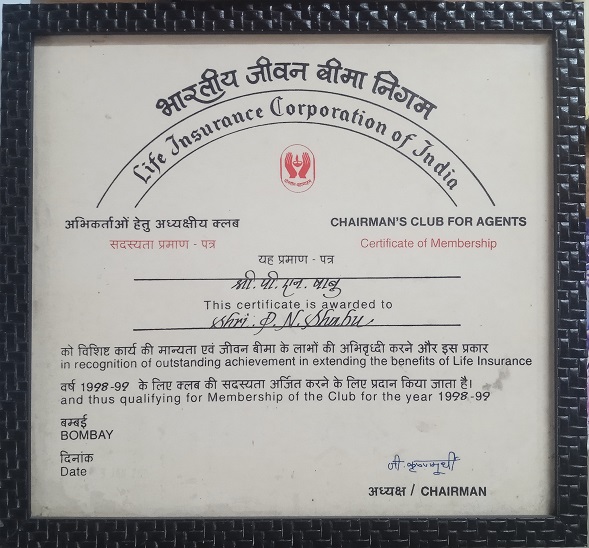 भारतीय जीवन बीमा निगम
Life Insurance Corporation of India
अभिकर्ताओं हेतु अध्यक्षीय क्लब
सदस्यता प्रमाण - पत्र
CHAIRMAN'S CLUB FOR AGENTS
Certificate of Membership
यह प्रमाण - पत्र
श्री. पी. एन. षाबु
This certificate is awarded to
Shri. P. N. Shabu
को विशिष्ट कार्य की मान्यता एवं जीवन बीमा के लाभों की अभिवृध्दी करने और इस प्रकार
in recognition of outstanding achievement in extending the benefits of Life Insurance
वर्ष 1998-99 के लिए क्लब की सदस्यता अर्जित करने के लिए प्रदान किया जाता है।
and thus qualifying for Membership of the Club for the year 1998-99
बम्बई
BOMBAY
दिनांक
Date
जी. कृष्णमूर्ती
अध्यक्ष / CHAIRMAN